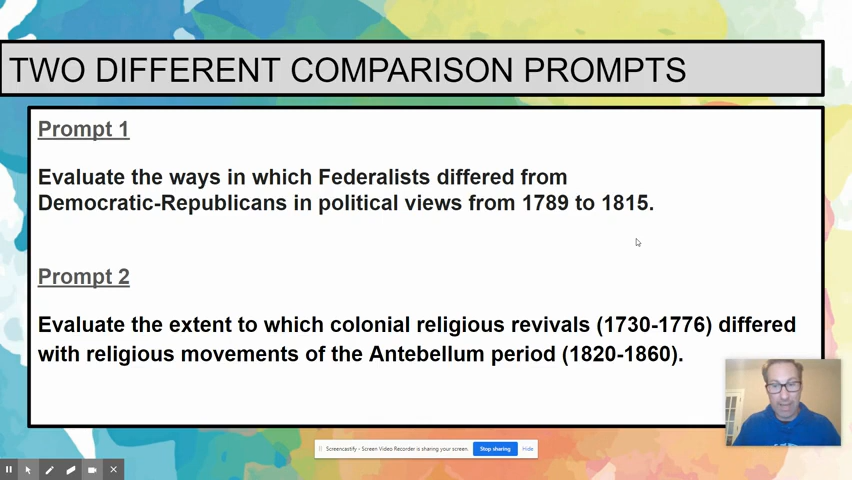 TWO DIFFERENT COMPARISON PROMPTS
Prompt 1
Evaluate the ways in which Federalists differed from
Democratic-Republicans in political views from 1789 to 1815.
Prompt 2
Evaluate the extent to which colonial religious revivals (1730-1776) differed
with religious movements of the Antebellum period (1820-1860).
Screencastify - Screen Video Recorder is sharing your screen.
Stop sharing
Hide